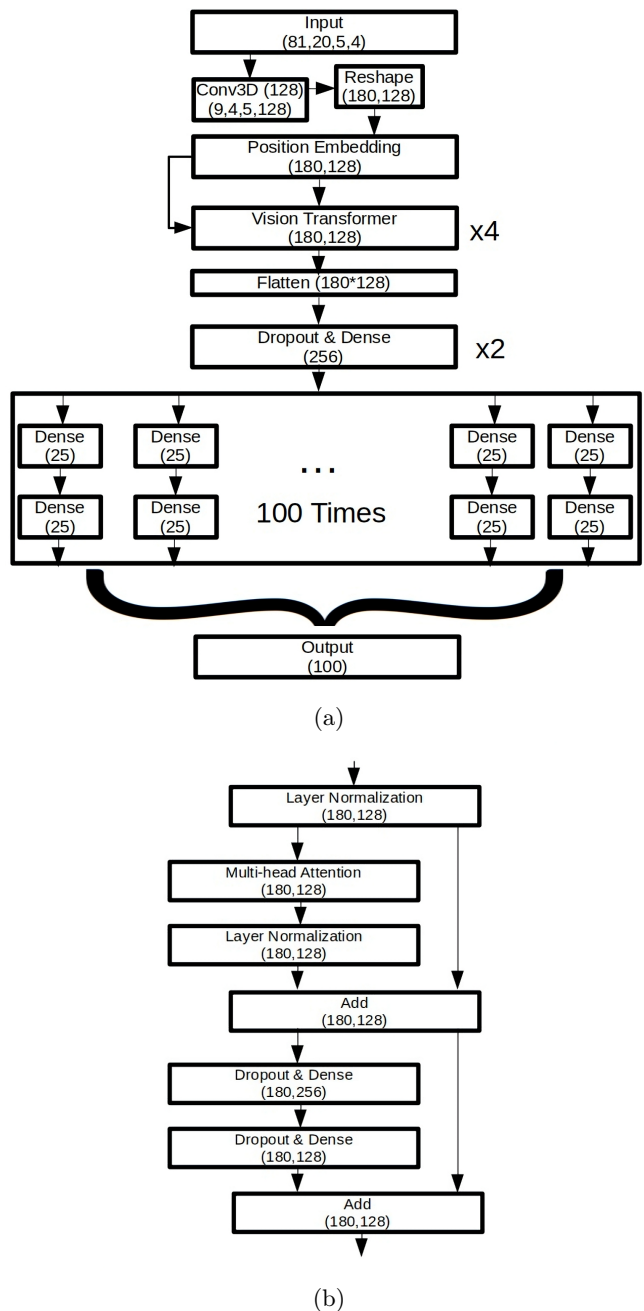 Input
(81,20,5,4)
Conv3D (128)
(9,4,5,128)
Reshape
(180,128)
Position Embedding
(180,128)
Vision Transformer
(180,128)
x4
Flatten (180*128)
Dropout & Dense
(256)
x2
Dense
(25)
Dense
(25)
Dense
(25)
Dense
(25)
...
Dense
(25)
Dense
(25)
Dense
(25)
Dense
(25)
100 Times
Output
(100)
(a)
Layer Normalization
(180,128)
Multi-head Attention
(180,128)
Layer Normalization
(180,128)
Add
(180,128)
Dropout & Dense
(180,256)
Dropout & Dense
(180,128)
Add
(180,128)
(b)